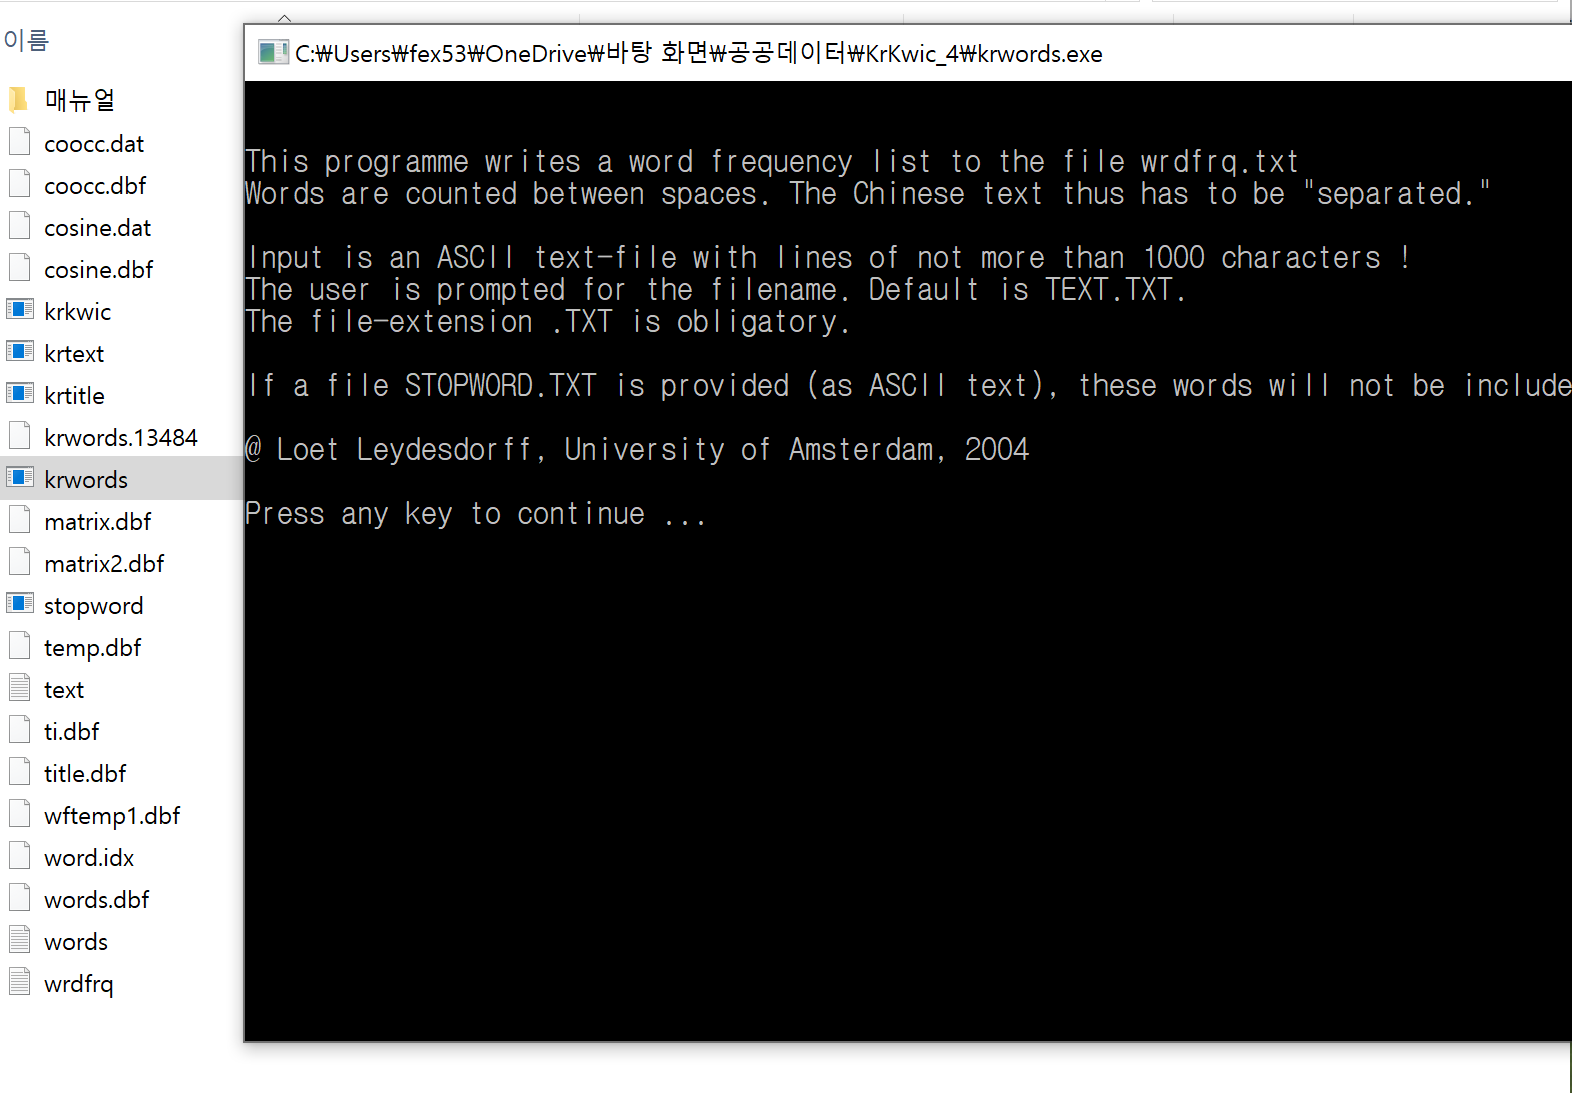 이름
매뉴얼
coocc.dat
coocc.dbf
cosine.dat
cosine.dbf
krkwic
krtext
krtitle
krwords.13484
krwords
matrix.dbf
matrix2.dbf
stopword
temp.dbf
text
ti.dbf
title.dbf
wftemp1.dbf
word.idx
words.dbf
words
wrdfrq
C:₩Users₩fex53₩OneDrive₩바탕 화면₩공공데이터₩KrKwic_4₩krwords.exe
This programme writes a word frequency list to the file wrdfrq.txt
Words are counted between spaces. The Chinese text thus has to be "separated."
Input is an ASCII text-file with lines of not more than 1000 characters !
The user is prompted for the filename. Default is TEXT.TXT.
The file-extension .TXT is obligatory.
If a file STOPWORD.TXT is provided (as ASCII text), these words will not be include
@ Loet Leydesdorff, University of Amsterdam, 2004
Press any key to continue ...